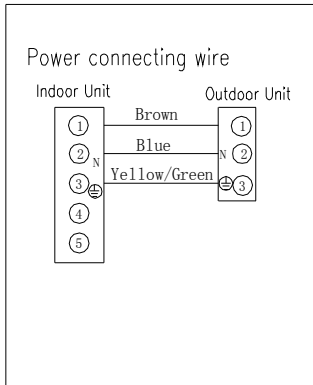 Power connecting wire
Indoor Unit Outdoor Unit
1 Brown 1
2 N Blue N 2
3 Yellow/Green 3
4
5